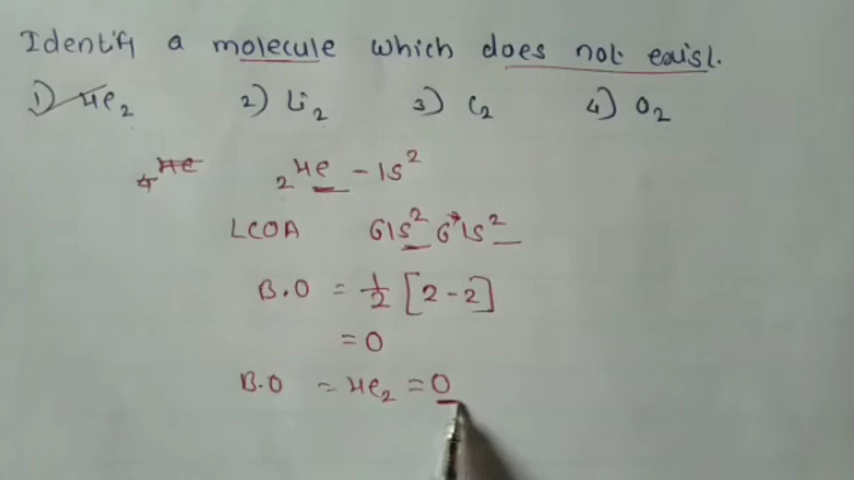 Identify a molecule which does not exist.
1) He₂ 2) Li₂ 3) C₂ 4) O₂
₄He ₂He - 1s²
LCOA σ1s² σ*1s²
B.O = 1/2 [2-2]
= 0
B.O = He₂ = 0